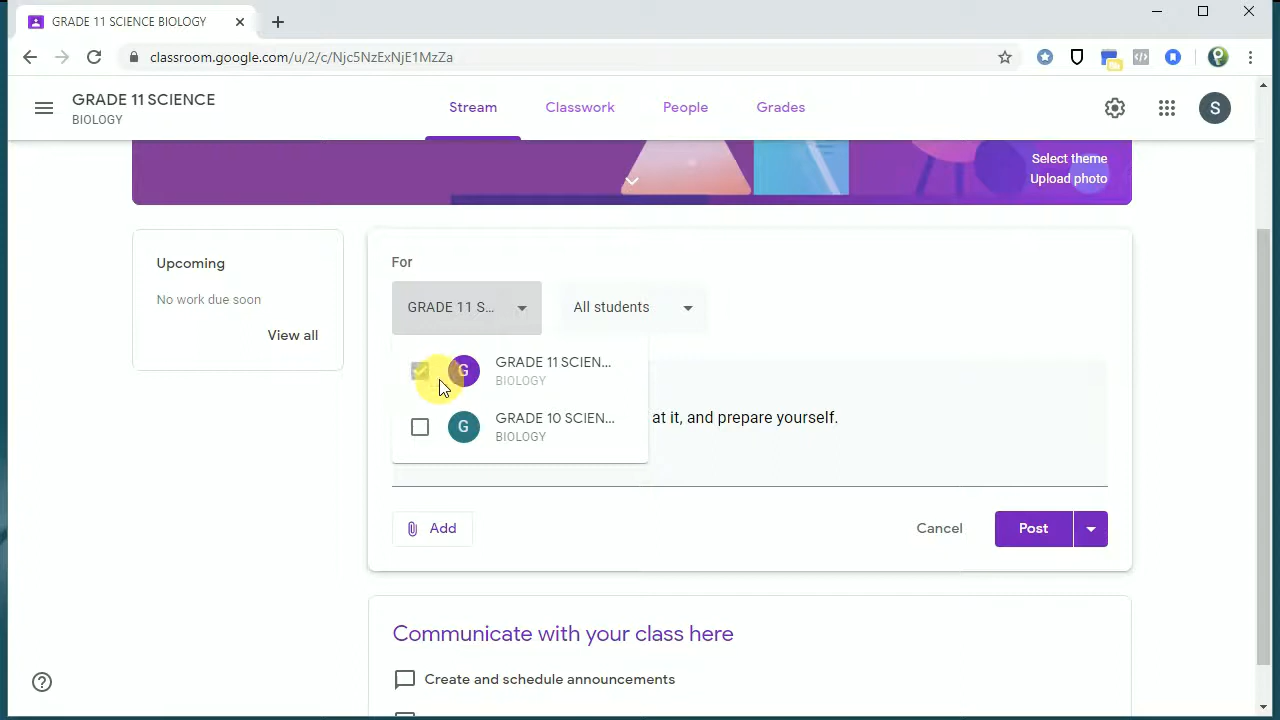 GRADE 11 SCIENCE BIOLOGY
classroom.google.com/u/2/c/Njc5NzExNjE1MzZa
GRADE 11 SCIENCE
BIOLOGY
Stream
Classwork
People
Grades
S
Select theme
Upload photo
Upcoming
No work due soon
View all
For
GRADE 11 S...
All students
G
GRADE 11 SCIEN...
BIOLOGY
G
GRADE 10 SCIEN...
BIOLOGY
at it, and prepare yourself.
Add
Cancel
Post
Communicate with your class here
Create and schedule announcements